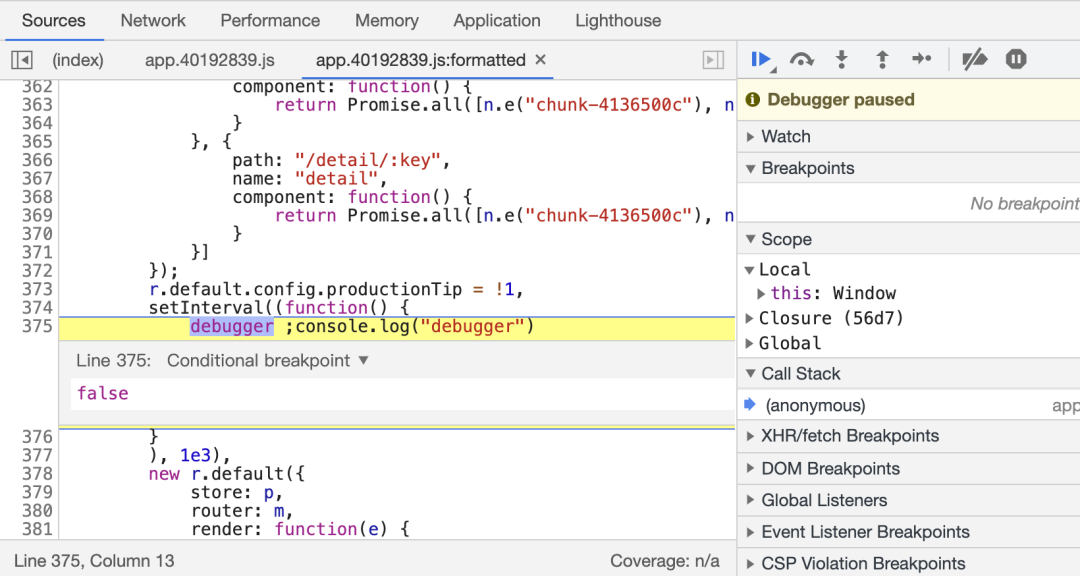 Sources Network Performance Memory Application Lighthouse
(index) app.40192839.js app.40192839.js:formatted ×
362 component: function() {
363 return Promise.all([n.e("chunk-4136500c"), n
364 }
365 }, {
366 path: "/detail/:key",
367 name: "detail",
368 component: function() {
369 return Promise.all([n.e("chunk-4136500c"), n
370 }
371 }]
372 });
373 r.default.config.productionTip = !1,
374 setInterval((function() {
375 debugger ;console.log("debugger")
Line 375: Conditional breakpoint ▼
false
376 }
377 ), 1e3),
378 new r.default({
379 store: p,
380 router: m,
381 render: function(e) {
Line 375, Column 13 Coverage: n/a
Debugger paused
Watch
Breakpoints
No breakpoint
Scope
Local
this: Window
Closure (56d7)
Global
Call Stack
(anonymous) app
XHR/fetch Breakpoints
DOM Breakpoints
Global Listeners
Event Listener Breakpoints
CSP Violation Breakpoints